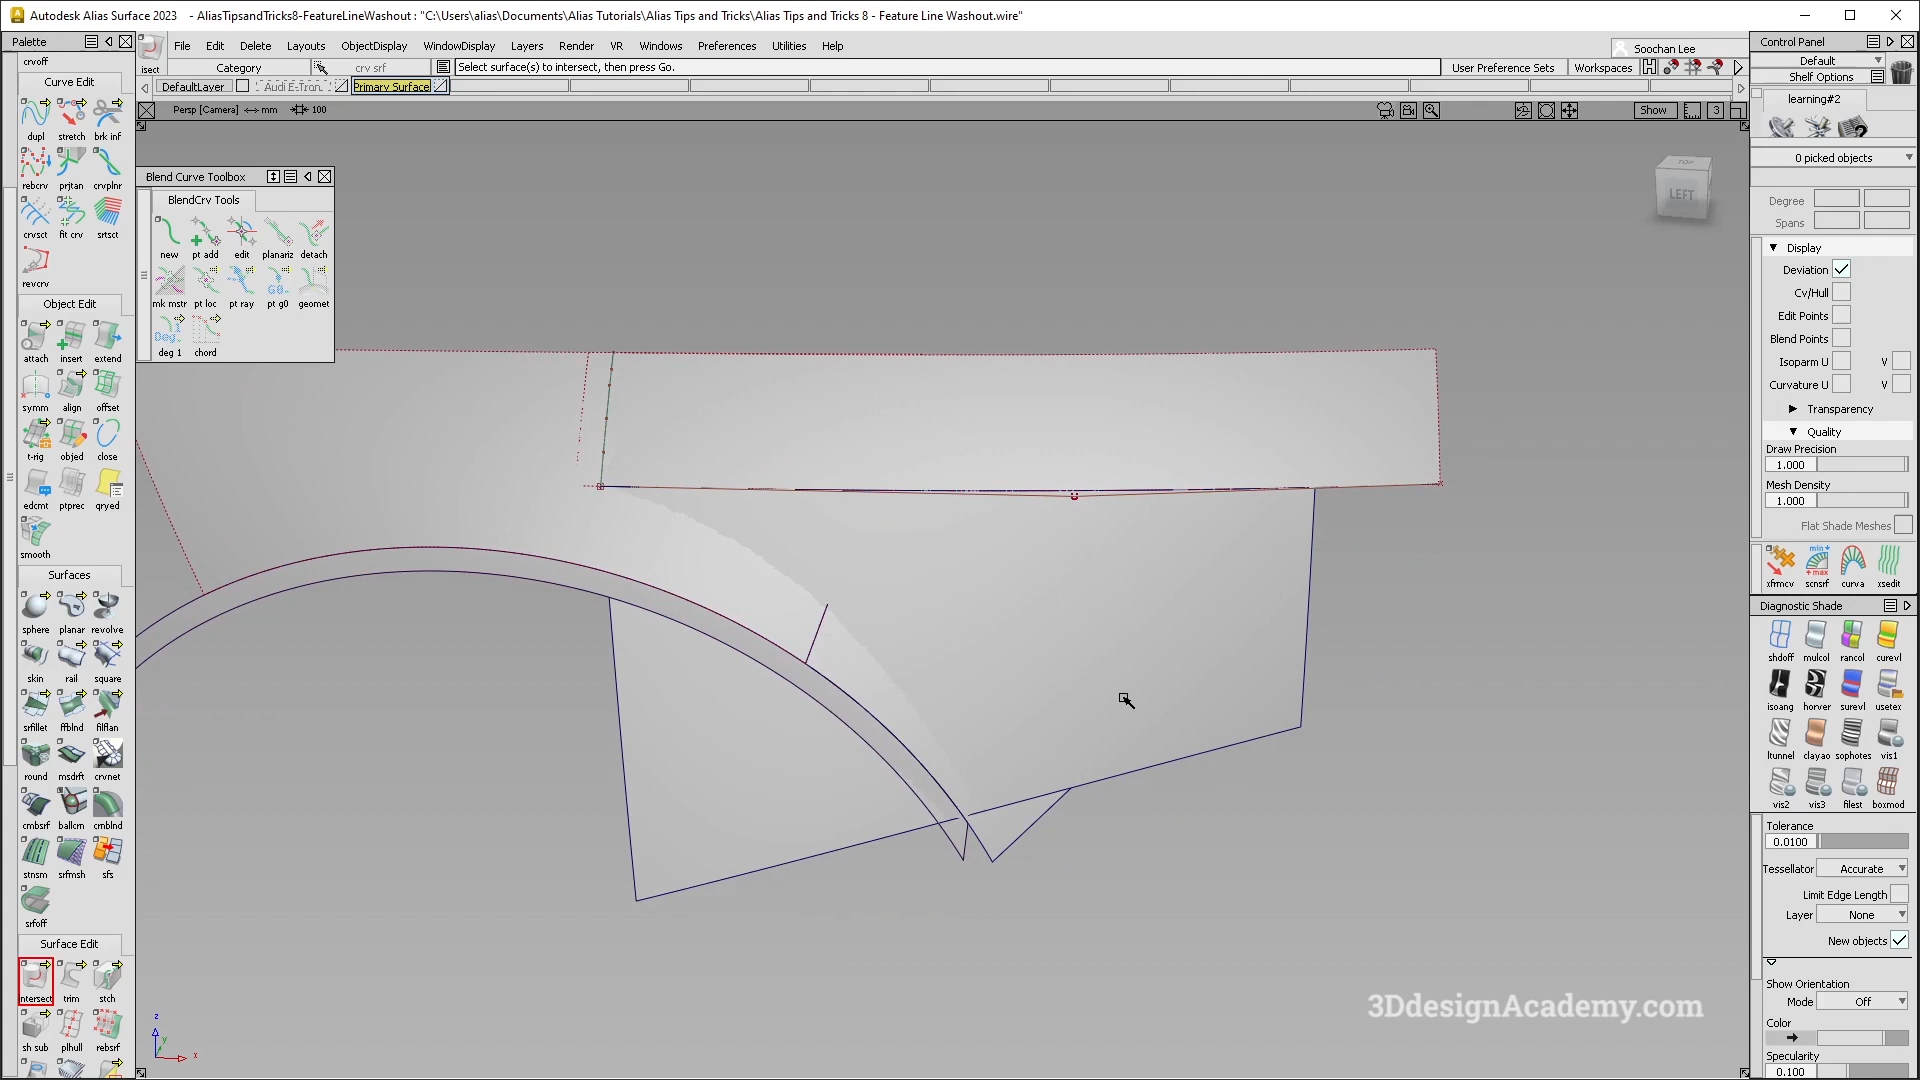 Autodesk Alias Surface 2023 - AliasTipsandTricks8-FeatureLineWashout : "C:\Users\alias\Documents\Alias Tutorials\Alias Tips and Tricks\Alias Tips and Tricks 8 - Feature Line Washout.wire"
Palette
File Edit Delete Layouts ObjectDisplay WindowDisplay Layers Render VR Windows Preferences Utilities Help
Soochan Lee
isect
Category
crv srf
Select surface(s) to intersect, then press Go.
User Preference Sets
Workspaces
DefaultLayer
Audi E-Tran.
Primary Surface
Persp [Camera] mm 100
Show
3
crvoff
Curve Edit
dupl stretch brk inf
rebcrv prjtan crvplnr
crvsct fit crv srtsct
revcrv
Object Edit
attach insert extend
symm align offset
t-rig objed close
edcmt ptprec qryed
smooth
Surfaces
sphere planar revolve
skin rail square
srfillet ffblnd filflan
round msdrft crvnet
cmbsrf ballcrn cmblnd
stnsm srfmsh sfs
srfoff
Surface Edit
ntersect trim stch
sh sub plhull rebsrf
Blend Curve Toolbox
BlendCrv Tools
new pt add edit planariz detach
mk mstr pt loc pt ray pt g0 geomet
deg 1 chord
TOP
LEFT
z
y
x
3DdesignAcademy.com
Control Panel
Default
Shelf Options
learning#2
0 picked objects
Degree
Spans
Display
Deviation
Cv/Hull
Edit Points
Blend Points
Isoparm U V
Curvature U V
Transparency
Quality
Draw Precision
1.000
Mesh Density
1.000
Flat Shade Meshes
xfrmcv scnsrf curva xsedit
Diagnostic Shade
shdoff mulcol rancol curevl
isoang horver surevl usetex
ltunnel clayao sophotes vis1
vis2 vis3 filest boxmod
Tolerance
0.0100
Tessellator Accurate
Limit Edge Length
Layer None
New objects
Show Orientation
Mode Off
Color
Specularity
0.100